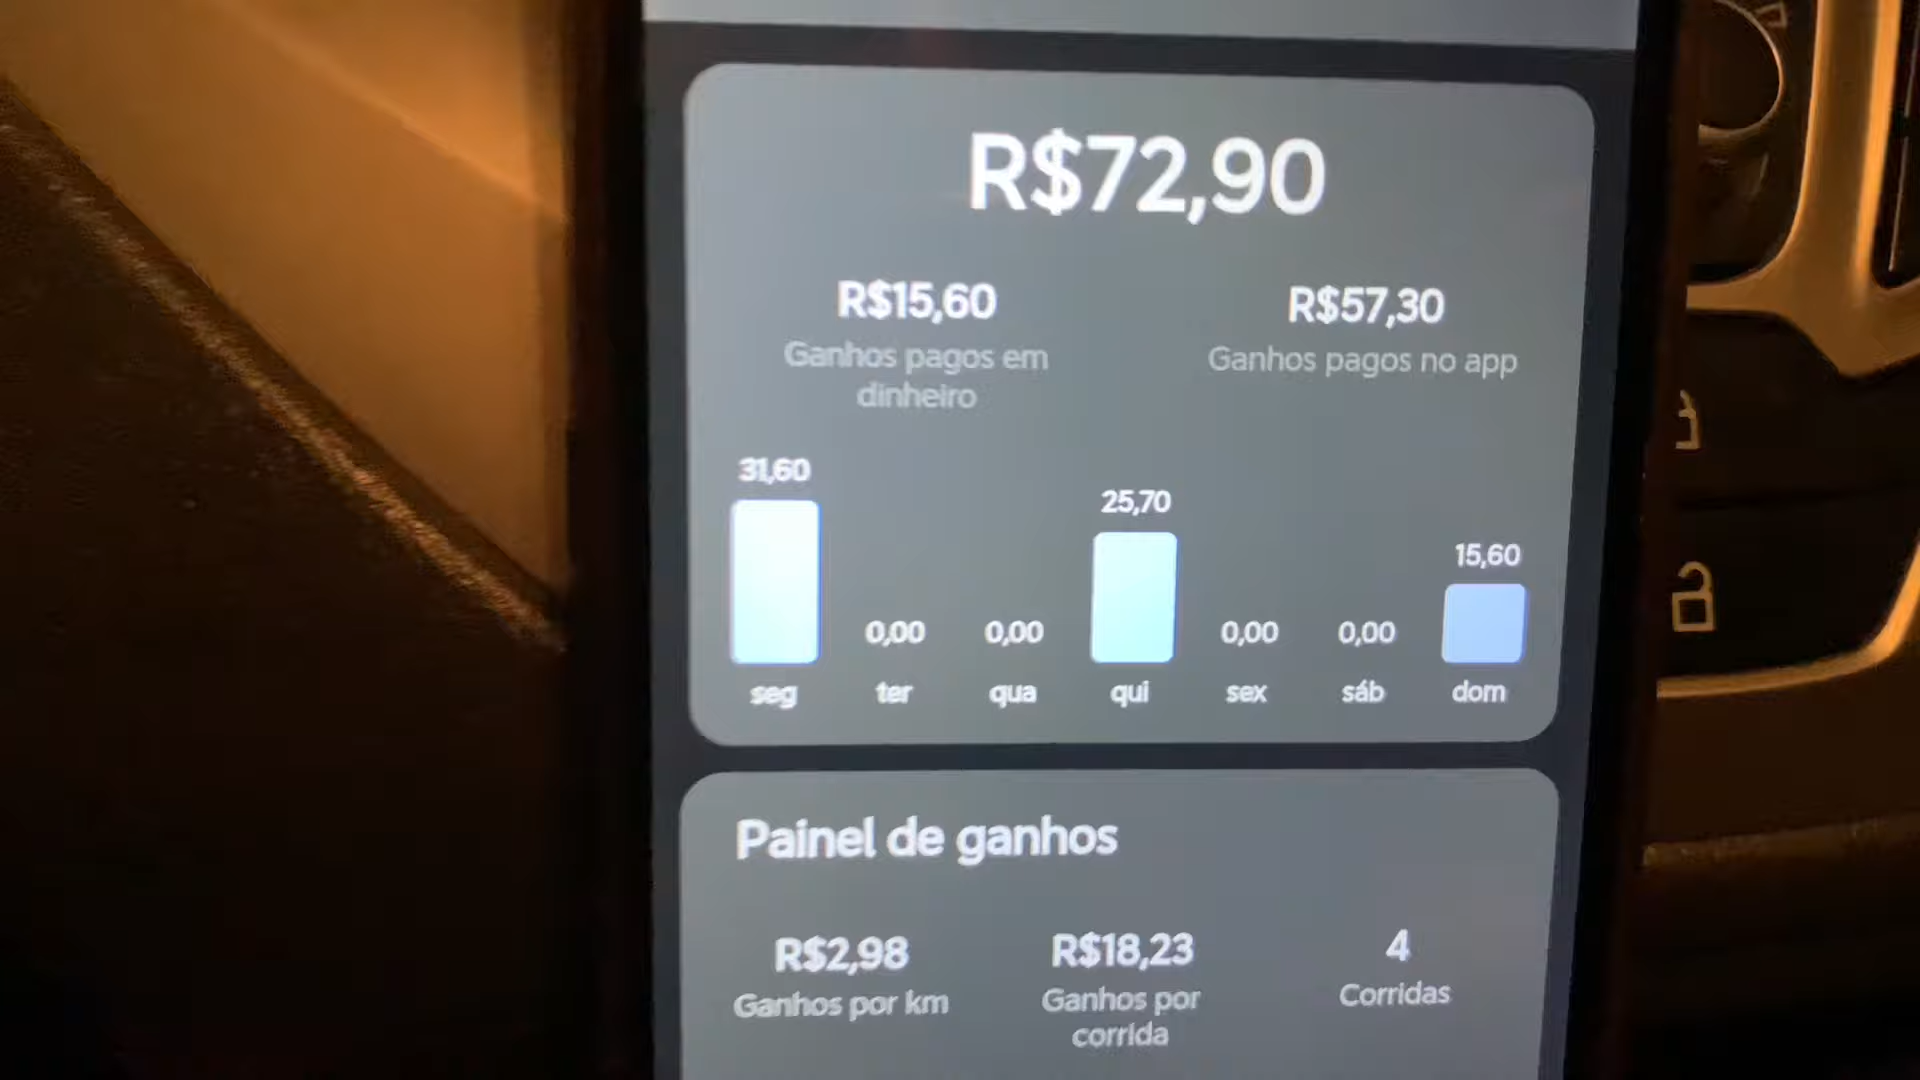 R$72,90
R$15,60
R$57,30
Ganhos pagos em
dinheiro
Ganhos pagos no app
31,60
0,00
0,00
25,70
0,00
0,00
15,60
seg
ter
qua
qui
sex
sáb
dom
Painel de ganhos
R$2,98
R$18,23
4
Ganhos por km
Ganhos por
corrida
Corridas